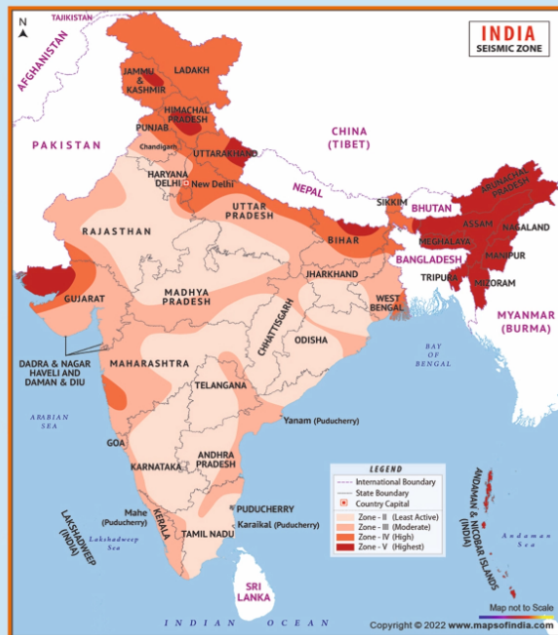 N
TAJIKISTAN
AFGHANISTAN
INDIA
SEISMIC ZONE
LADAKH
JAMMU
&
KASHMIR
HIMACHAL
PRADESH
PUNJAB
Chandigarh
PAKISTAN
UTTARAKHAND
CHINA
(TIBET)
HARYANA
DELHI
New Delhi
NEPAL
ARUNACHAL PRADESH
SIKKIM
BHUTAN
UTTAR
PRADESH
RAJASTHAN
BIHAR
ASSAM
NAGALAND
MEGHALAYA
MANIPUR
BANGLADESH
TRIPURA
MIZORAM
JHARKHAND
WEST
BENGAL
GUJARAT
MADHYA
PRADESH
CHHATTISGARH
ODISHA
MYANMAR
(BURMA)
DADRA & NAGAR
HAVELI AND
DAMAN & DIU
MAHARASHTRA
TELANGANA
BAY
OF
BENGAL
ARABIAN
SEA
Yanam (Puducherry)
GOA
KARNATAKA
ANDHRA
PRADESH
LEGEND
International Boundary
State Boundary
Country Capital
Zone - II (Least Active)
Zone - III (Moderate)
Zone - IV (High)
Zone - V (Highest)
ANDAMAN & NICOBAR ISLANDS
(INDIA)
Andaman
Sea
LAKSHADWEEP
(INDIA)
Lakshadweep
Sea
Mahe
(Puducherry)
KERALA
PUDUCHERRY
Karaikal (Puducherry)
TAMIL NADU
SRI
LANKA
INDIAN OCEAN
Map not to Scale
Copyright © 2022 www.mapsofindia.com